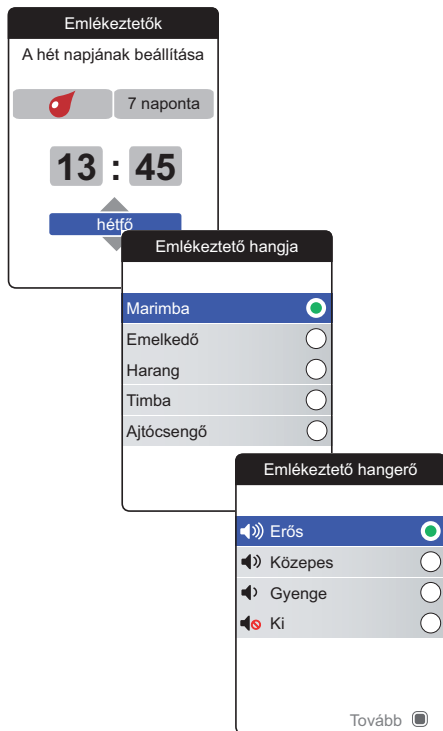 Emlékeztetők
A hét napjának beállítása
7 naponta
13 : 45
hétfő
Emlékeztető hangja
Marimba
Emelkedő
Harang
Timba
Ajtócsengő
Emlékeztető hangerő
Erős
Közepes
Gyenge
Ki
Tovább